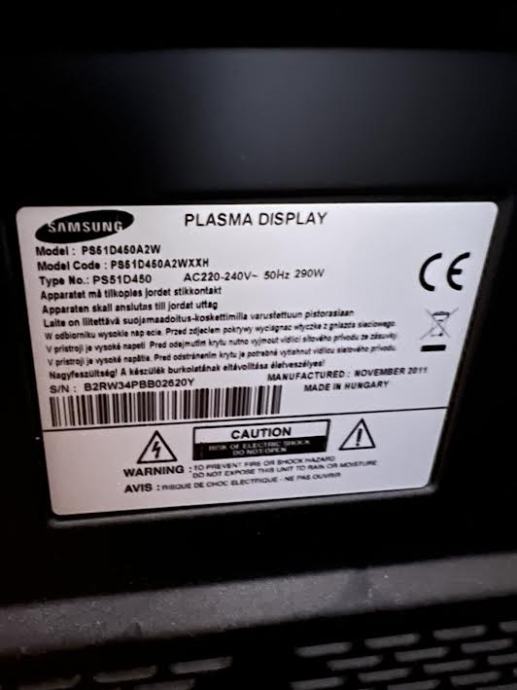 SAMSUNG
PLASMA DISPLAY
Model : PS51D450A2W
Model Code : PS51D450A2WXXH
Type No.: PS51D450 AC220-240V~ 50Hz 290W
Apparatet må tilkoples jordet stikkontakt
Apparaten skall anslutas till jordat uttag
Laite on liitettävä suojamaadoitus-koskettimilla varustettuun pistorasiaan
W odbiorniku wysokie napięcie. Przed zdjęciem pokrywy wyciągnąć wtyczkę z gniazda sieciowego.
V přístroji je vysoké napětí. Před odejmutím krytu nutno vyjmout vidlici síťového přívodu ze zásuvky.
V prístroji je vysoké napätie. Pred odstránením krytu je potrebné vytiahnuť vidlicu sieťového prívodu.
Nagyfeszültség! A készülék burkolatának eltávolítása életveszélyes!
MANUFACTURED : NOVEMBER 2011
S/N : B2RW34PBB02620Y
MADE IN HUNGARY
CE
CAUTION
RISK OF ELECTRIC SHOCK
DO NOT OPEN
WARNING : TO PREVENT FIRE OR SHOCK HAZARD
DO NOT EXPOSE THIS UNIT TO RAIN OR MOISTURE
AVIS : RISQUE DE CHOC ELECTRIQUE - NE PAS OUVRIR